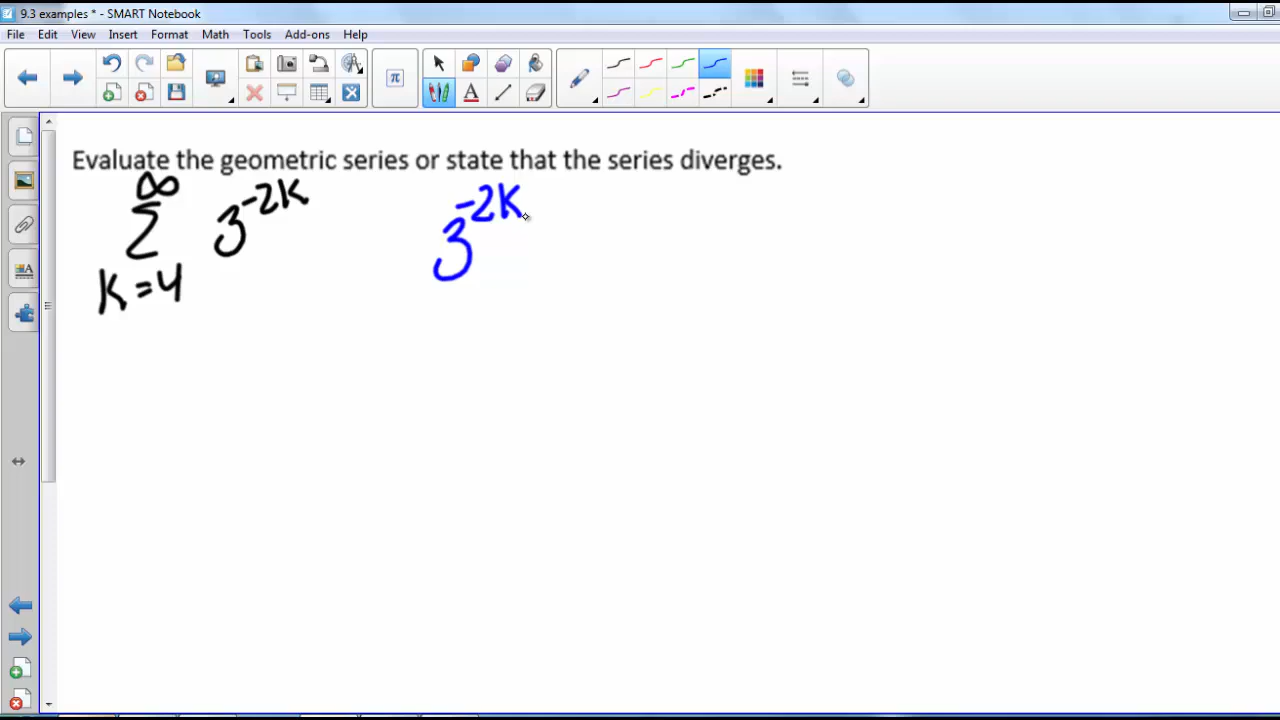 9.3 examples * - SMART Notebook
File Edit View Insert Format Math Tools Add-ons Help
π A
Evaluate the geometric series or state that the series diverges.
∞
Σ 3^-2K 3^-2K
K=4